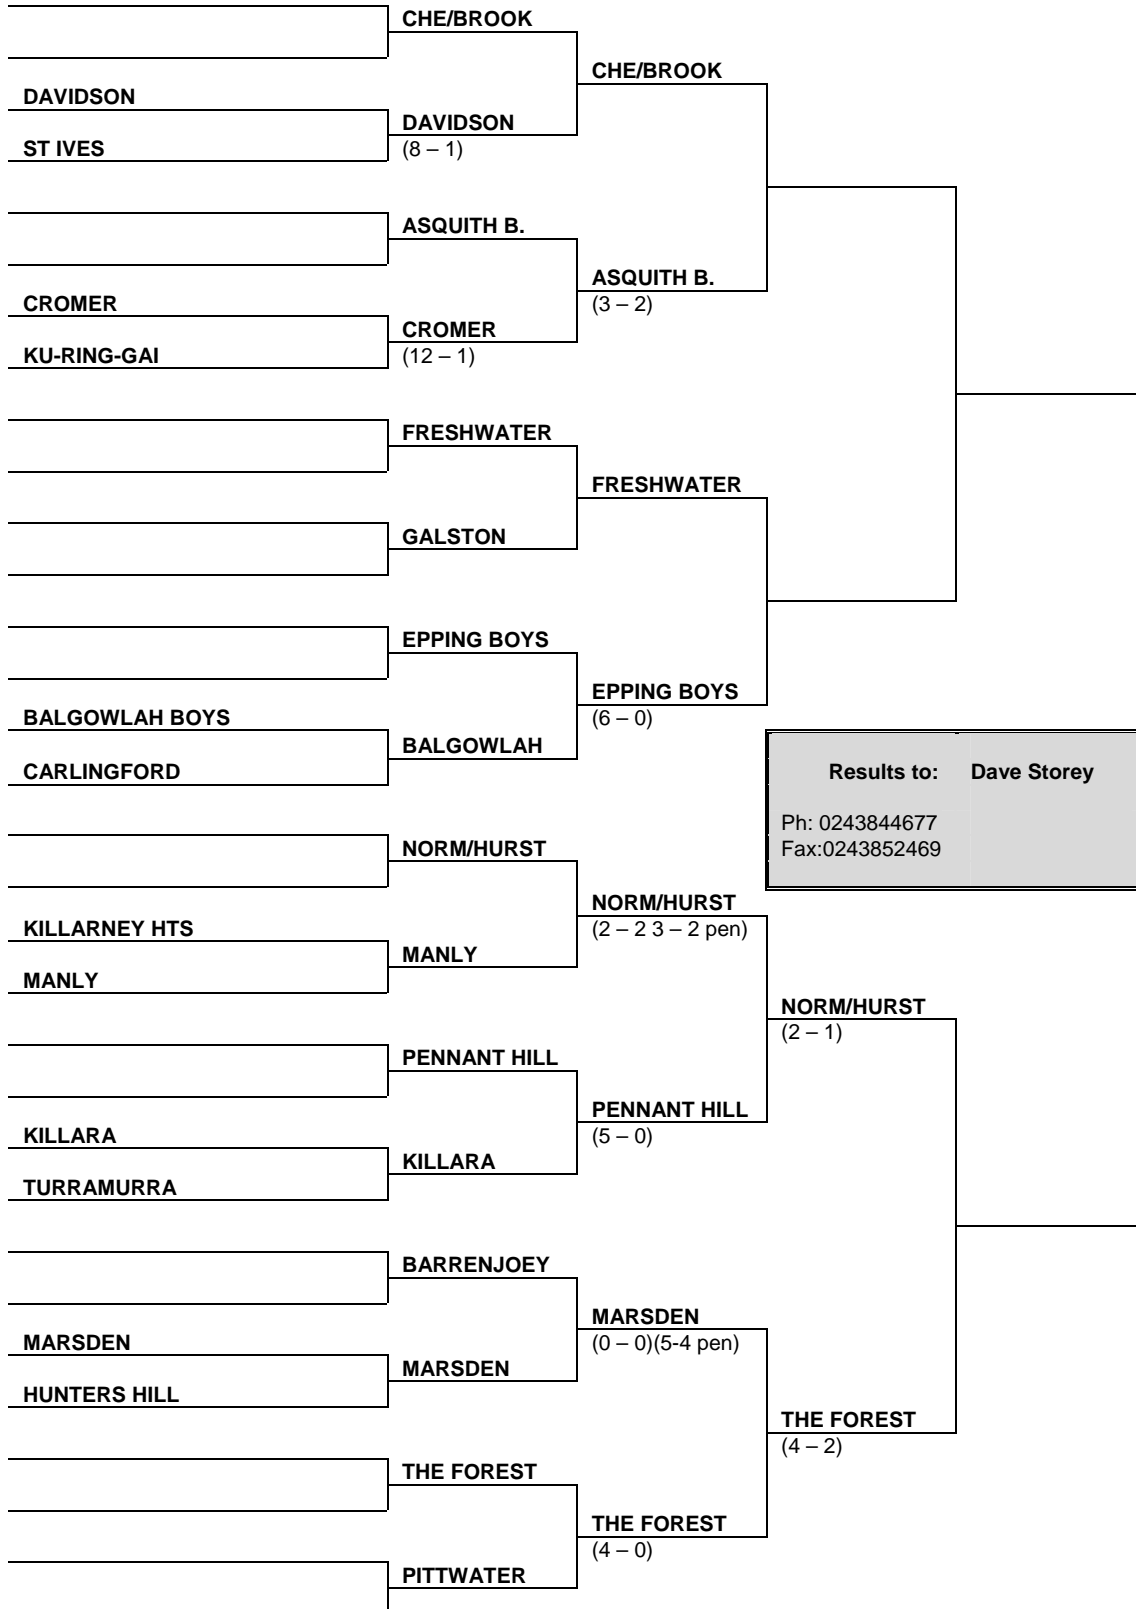 CHE/BROOK
CHE/BROOK
DAVIDSON
DAVIDSON
ST IVES
(8 – 1)
ASQUITH B.
ASQUITH B.
CROMER
(3 – 2)
CROMER
KU-RING-GAI
(12 – 1)
FRESHWATER
FRESHWATER
GALSTON
EPPING BOYS
EPPING BOYS
BALGOWLAH BOYS
(6 – 0)
BALGOWLAH
CARLINGFORD
Results to: Dave Storey
Ph: 0243844677
Fax:0243852469
NORM/HURST
NORM/HURST
KILLARNEY HTS
(2 – 2 3 – 2 pen)
MANLY
MANLY
NORM/HURST
(2 – 1)
PENNANT HILL
PENNANT HILL
KILLARA
(5 – 0)
KILLARA
TURRAMURRA
BARRENJOEY
MARSDEN
MARSDEN
(0 – 0)(5-4 pen)
MARSDEN
HUNTERS HILL
THE FOREST
(4 – 2)
THE FOREST
THE FOREST
(4 – 0)
PITTWATER